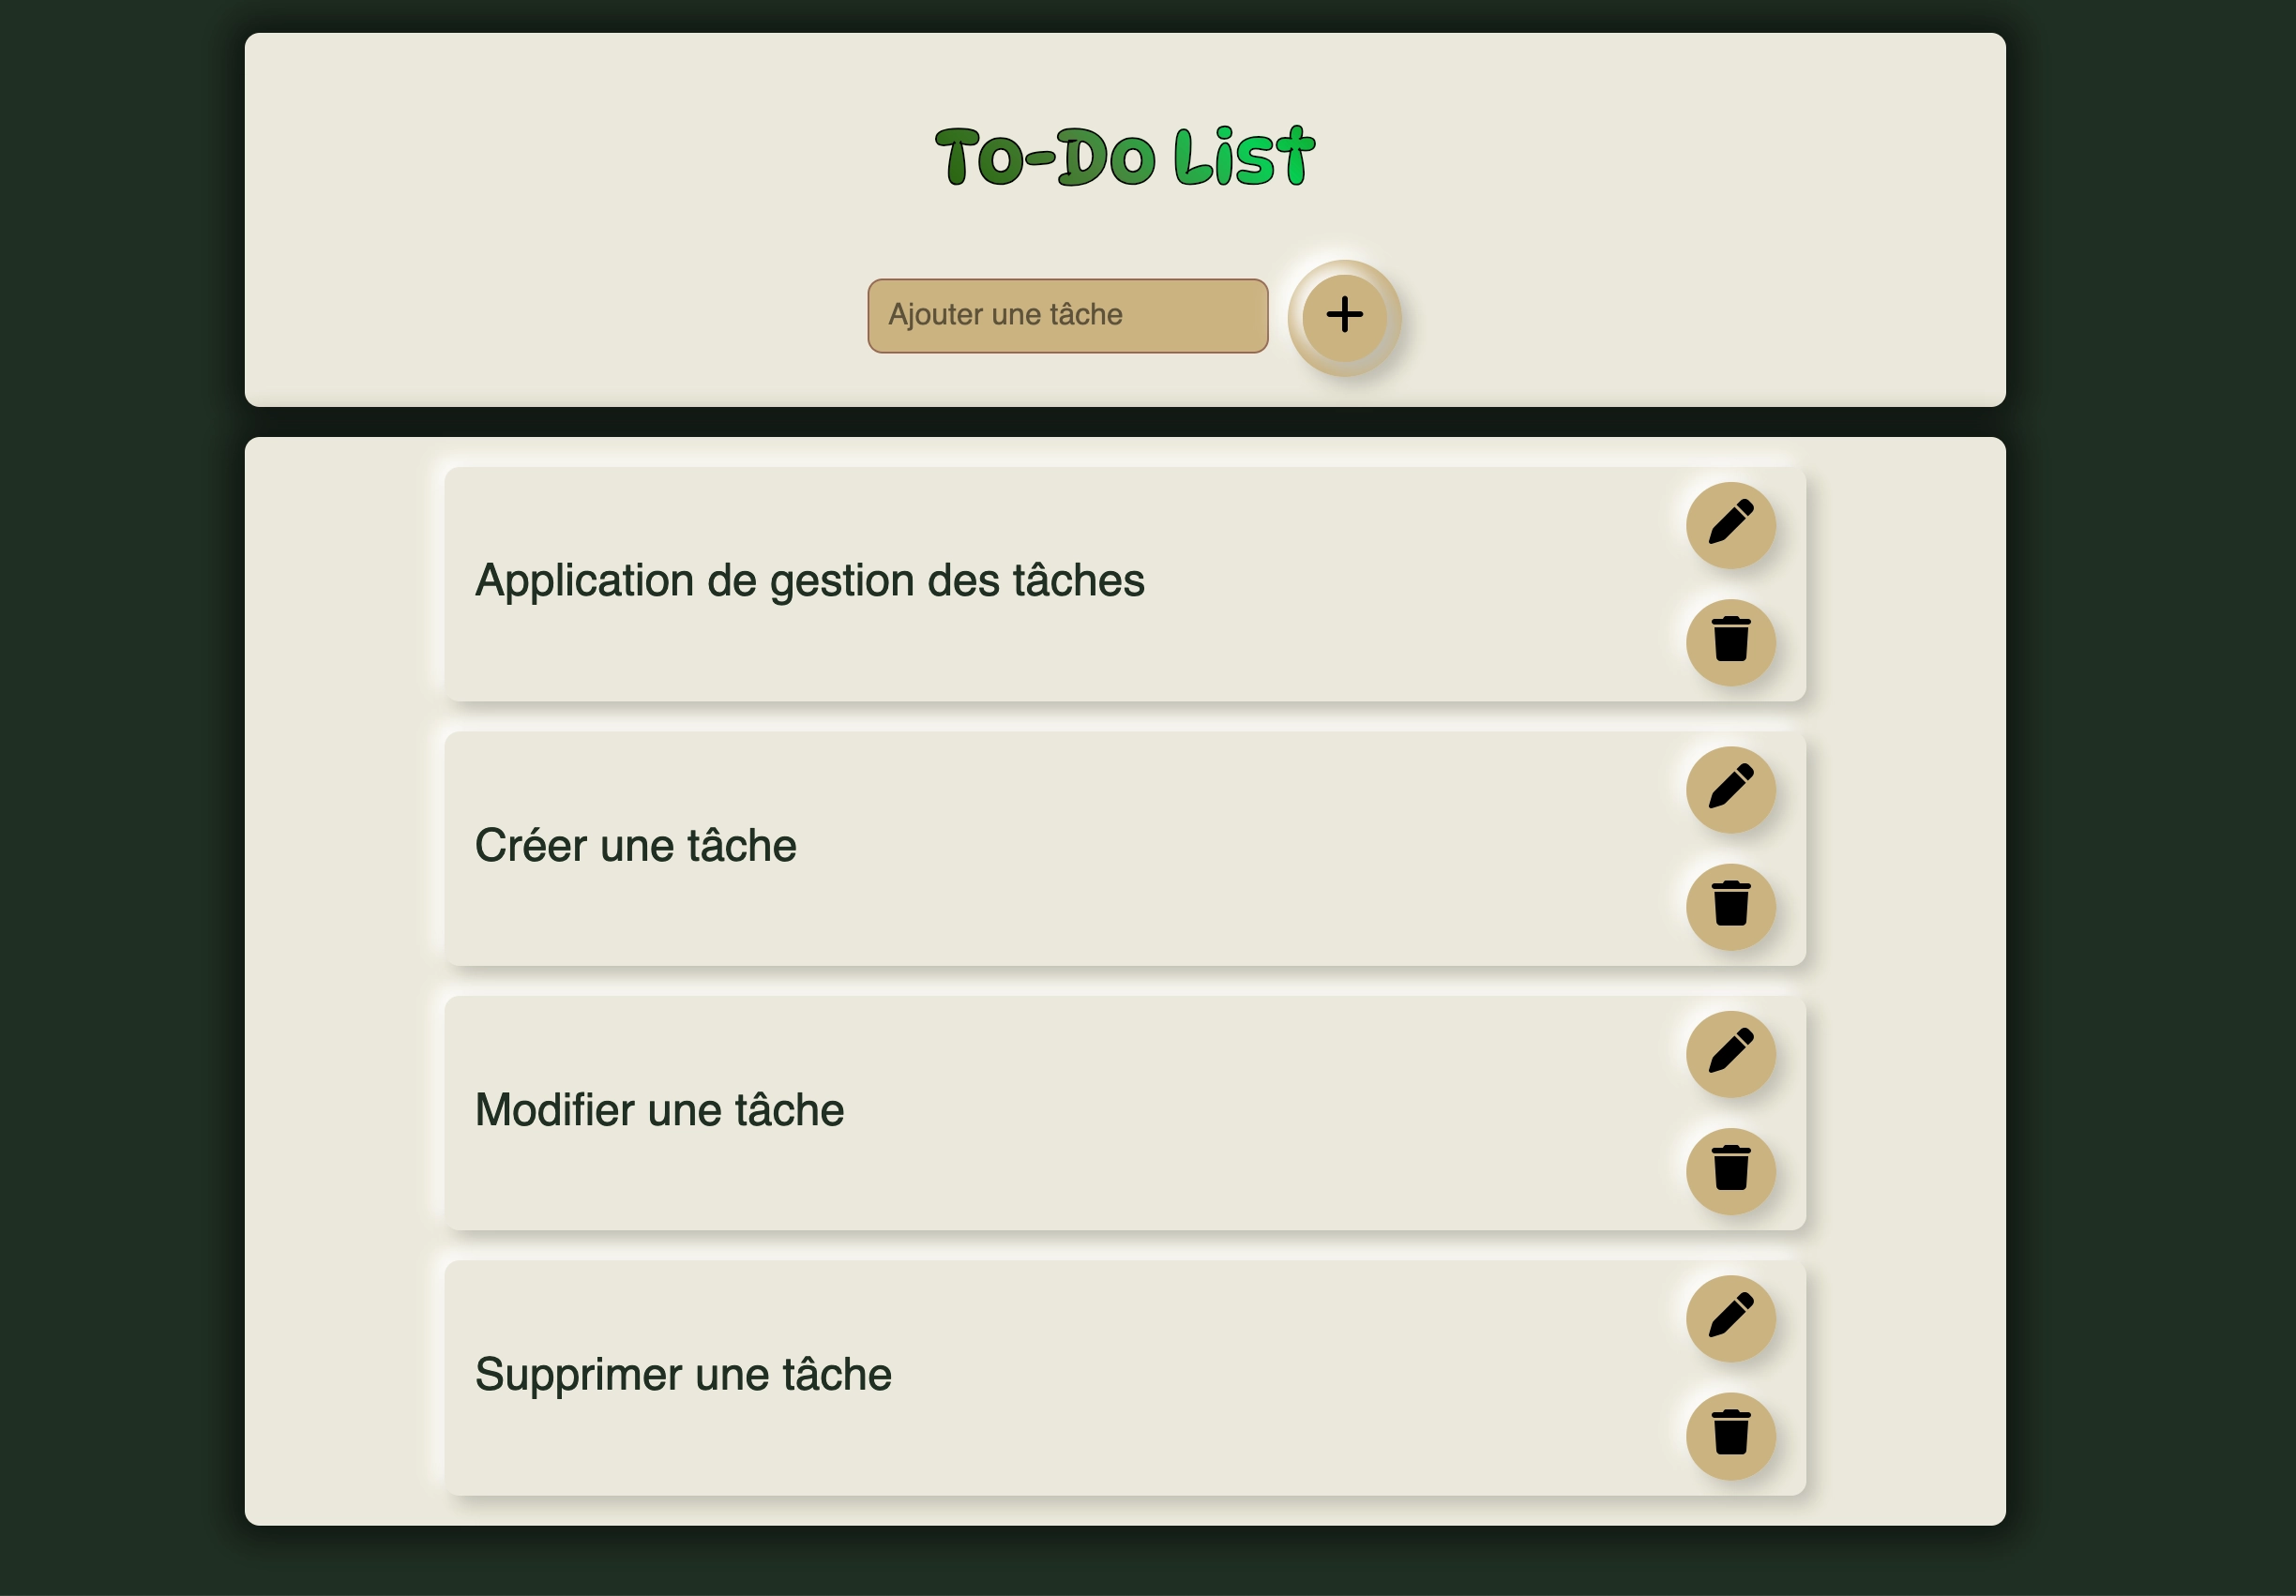 To-Do List
Ajouter une tâche
Application de gestion des tâches
Créer une tâche
Modifier une tâche
Supprimer une tâche